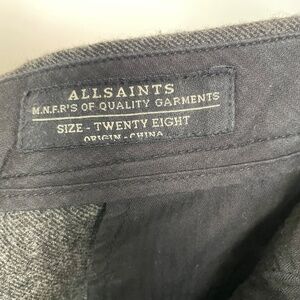 ALLSAINTS
M.N.F.R'S OF QUALITY GARMENTS
SIZE - TWENTY EIGHT
ORIGIN - CHINA